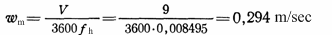 w_m = V / 3600 f_h = 9 / 3600·0,008495 = 0,294 m/sec